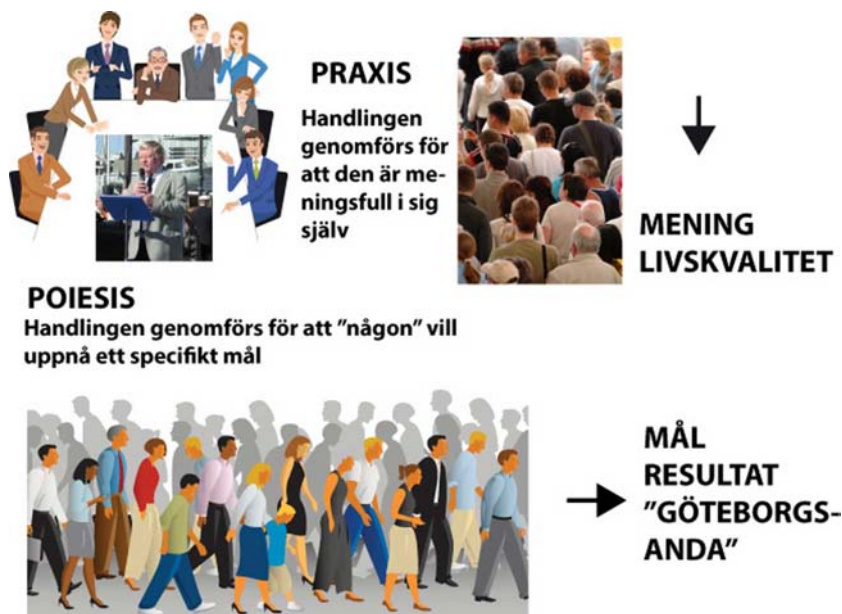 PRAXIS
Handlingen
genomförs för
att den är me-
ningsfull i sig
själv
MENING
LIVSKVALITET
POIESIS
Handlingen genomförs för att ”någon” vill
uppnå ett specifikt mål
MÅL
RESULTAT
”GÖTEBORGS-
ANDA”